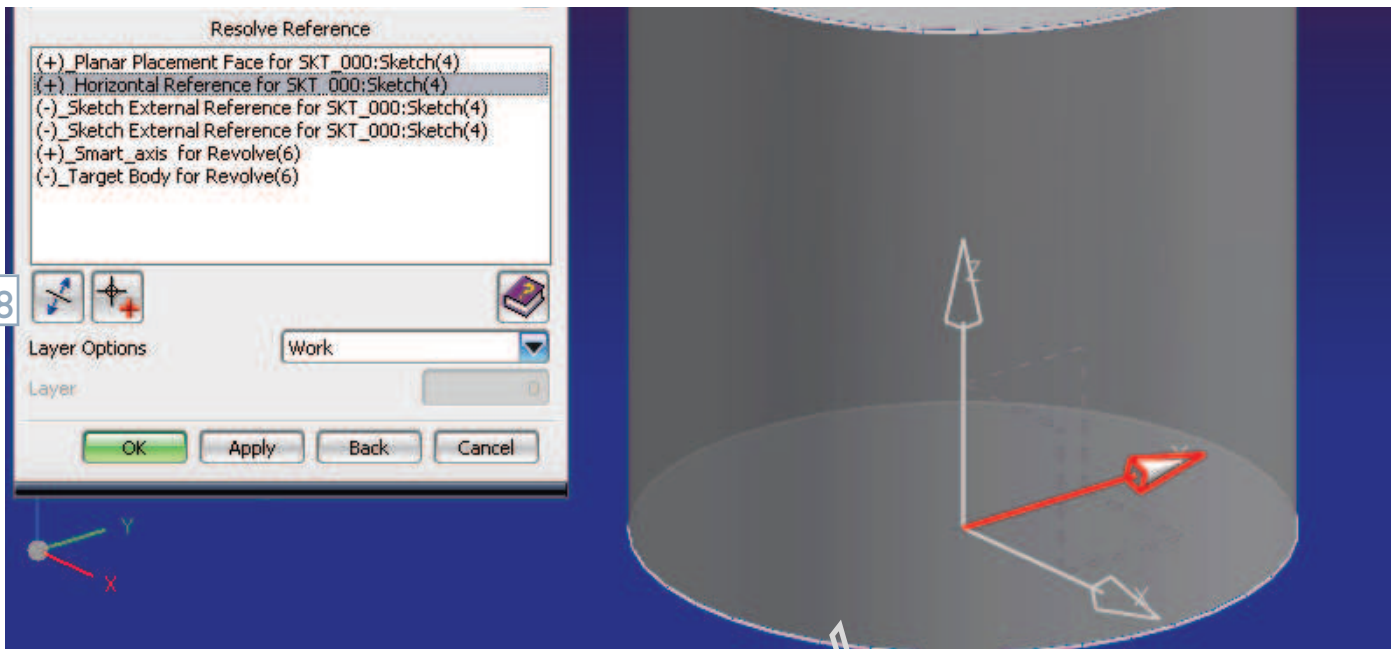 Resolve Reference
(+)_Planar Placement Face for SKT_000:Sketch(4)
(+)_Horizontal Reference for SKT_000:Sketch(4)
(-)_Sketch External Reference for SKT_000:Sketch(4)
(-)_Sketch External Reference for SKT_000:Sketch(4)
(+)_Smart_axis for Revolve(6)
(-)_Target Body for Revolve(6)
8
Layer Options Work
Layer 0
OK Apply Back Cancel
Z
Y
X
Y
X